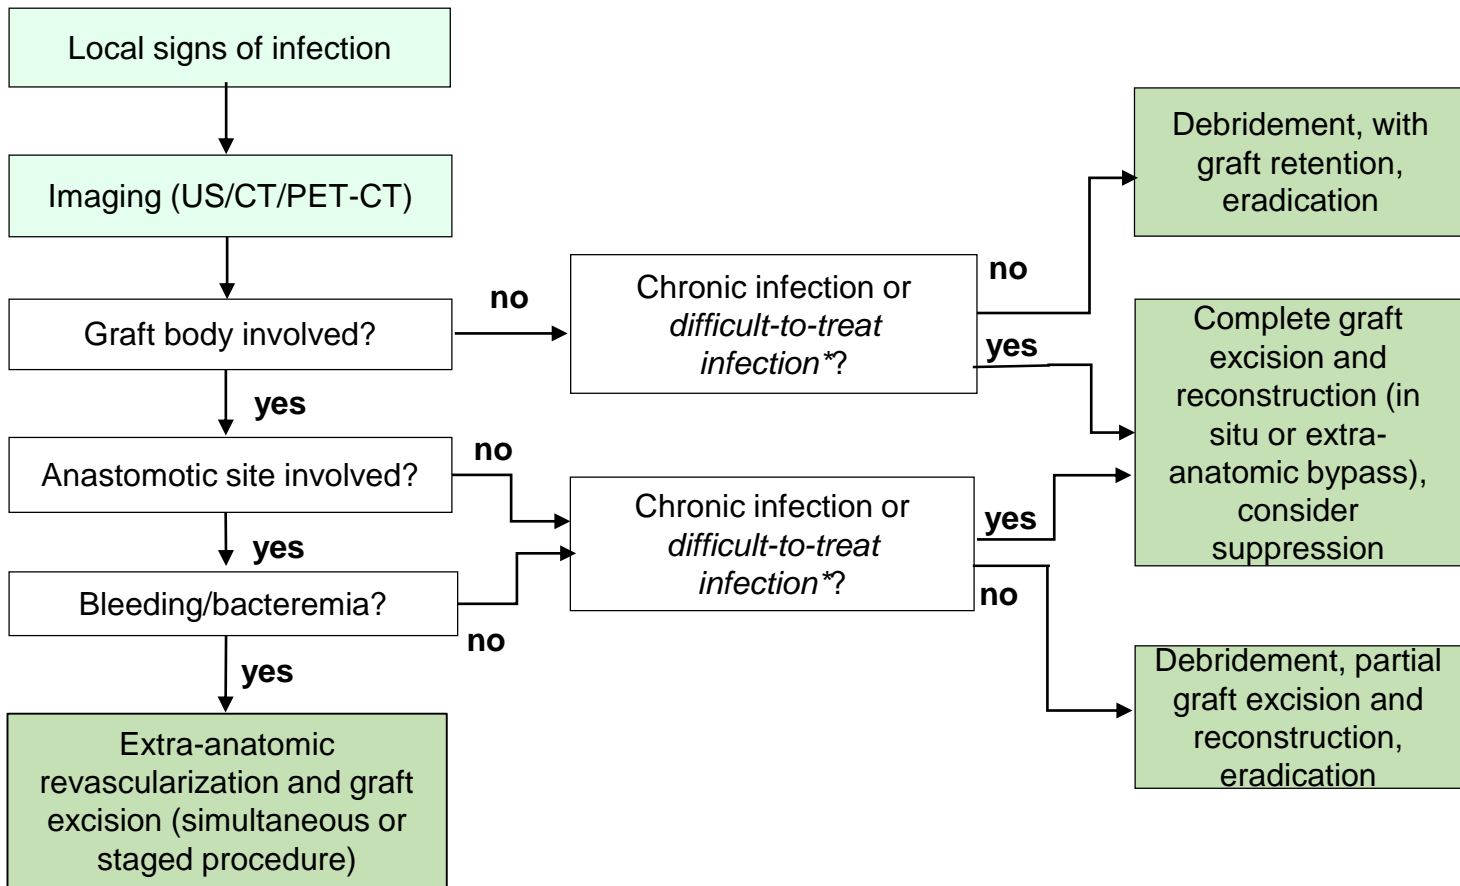 Local signs of infection
Imaging (US/CT/PET-CT)
Graft body involved?
no
yes
Anastomotic site involved?
no
yes
Bleeding/bacteremia?
no
yes
Extra-anatomic
revascularization and graft
excision (simultaneous or
staged procedure)
Chronic infection or
difficult-to-treat
infection*?
no
yes
Chronic infection or
difficult-to-treat
infection*?
yes
no
Debridement, with
graft retention,
eradication
Complete graft
excision and
reconstruction (in
situ or extra-
anatomic bypass),
consider
suppression
Debridement, partial
graft excision and
reconstruction,
eradication